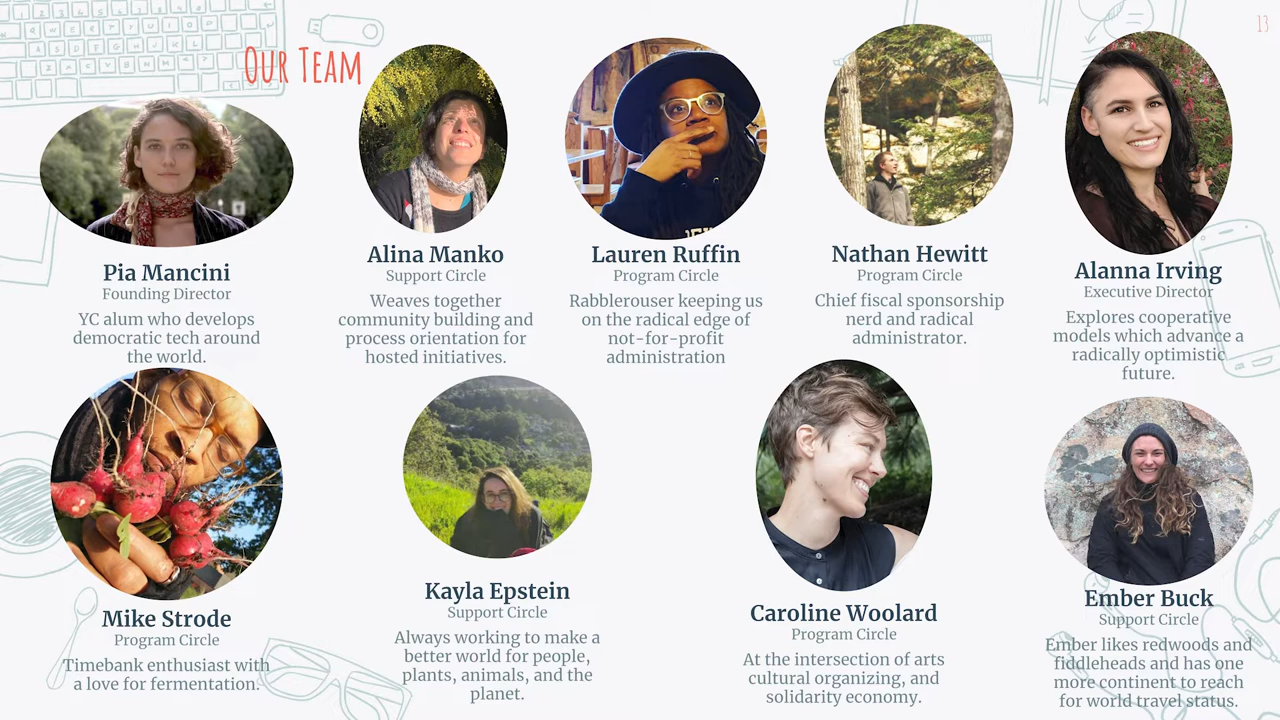 13
Our Team
Pia Mancini
Founding Director
YC alum who develops
democratic tech around
the world.
Alina Manko
Support Circle
Weaves together
community building and
process orientation for
hosted initiatives.
Lauren Ruffin
Program Circle
Rabblerouser keeping us
on the radical edge of
not-for-profit
administration
Nathan Hewitt
Program Circle
Chief fiscal sponsorship
nerd and radical
administrator.
Alanna Irving
Executive Director
Explores cooperative
models which advance a
radically optimistic
future.
Mike Strode
Program Circle
Timebank enthusiast with
a love for fermentation.
Kayla Epstein
Support Circle
Always working to make a
better world for people,
plants, animals, and the
planet.
Caroline Woolard
Program Circle
At the intersection of arts
cultural organizing, and
solidarity economy.
Ember Buck
Support Circle
Ember likes redwoods and
fiddleheads and has one
more continent to reach
for world travel status.